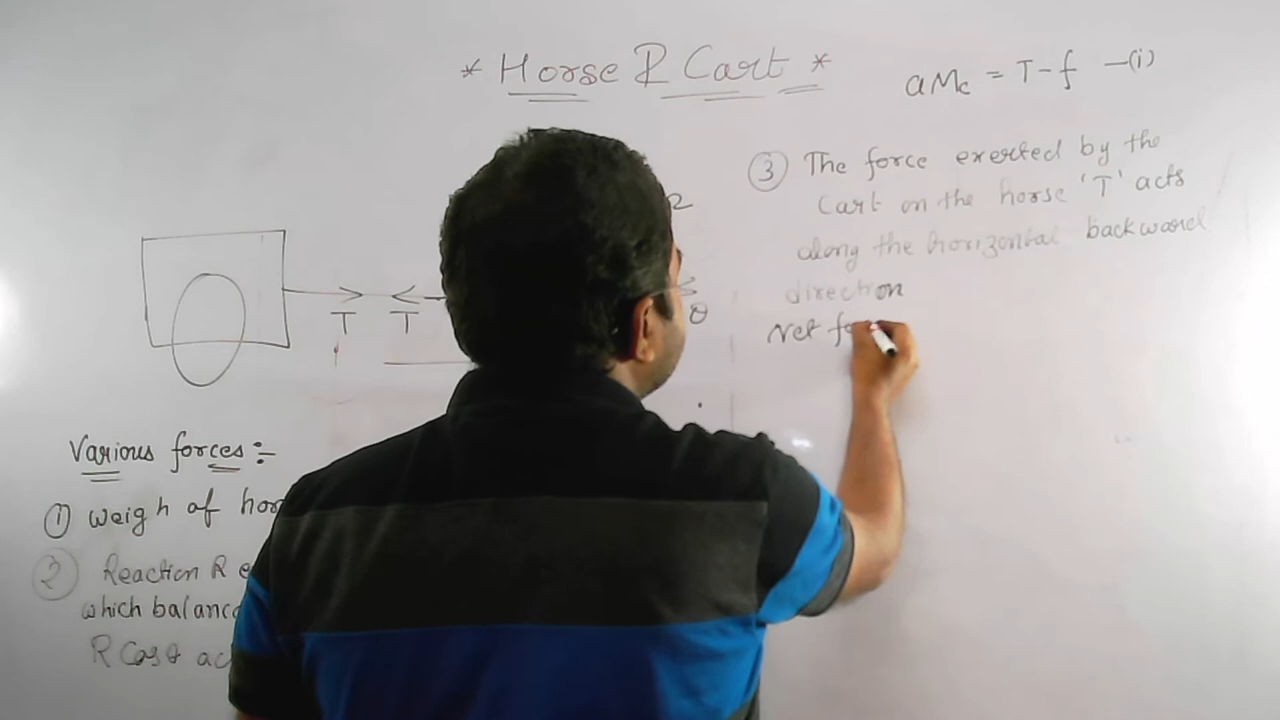 * Horse & Cart *
aMc = T - f —(i)
③ The force exerted by the
Cart on the horse 'T' acts
along the horizontal backward
direction
Net fo
R
T T
θ
Various forces :-
① weigh of hor
② Reaction R e
which balanc
R Cosθ ac